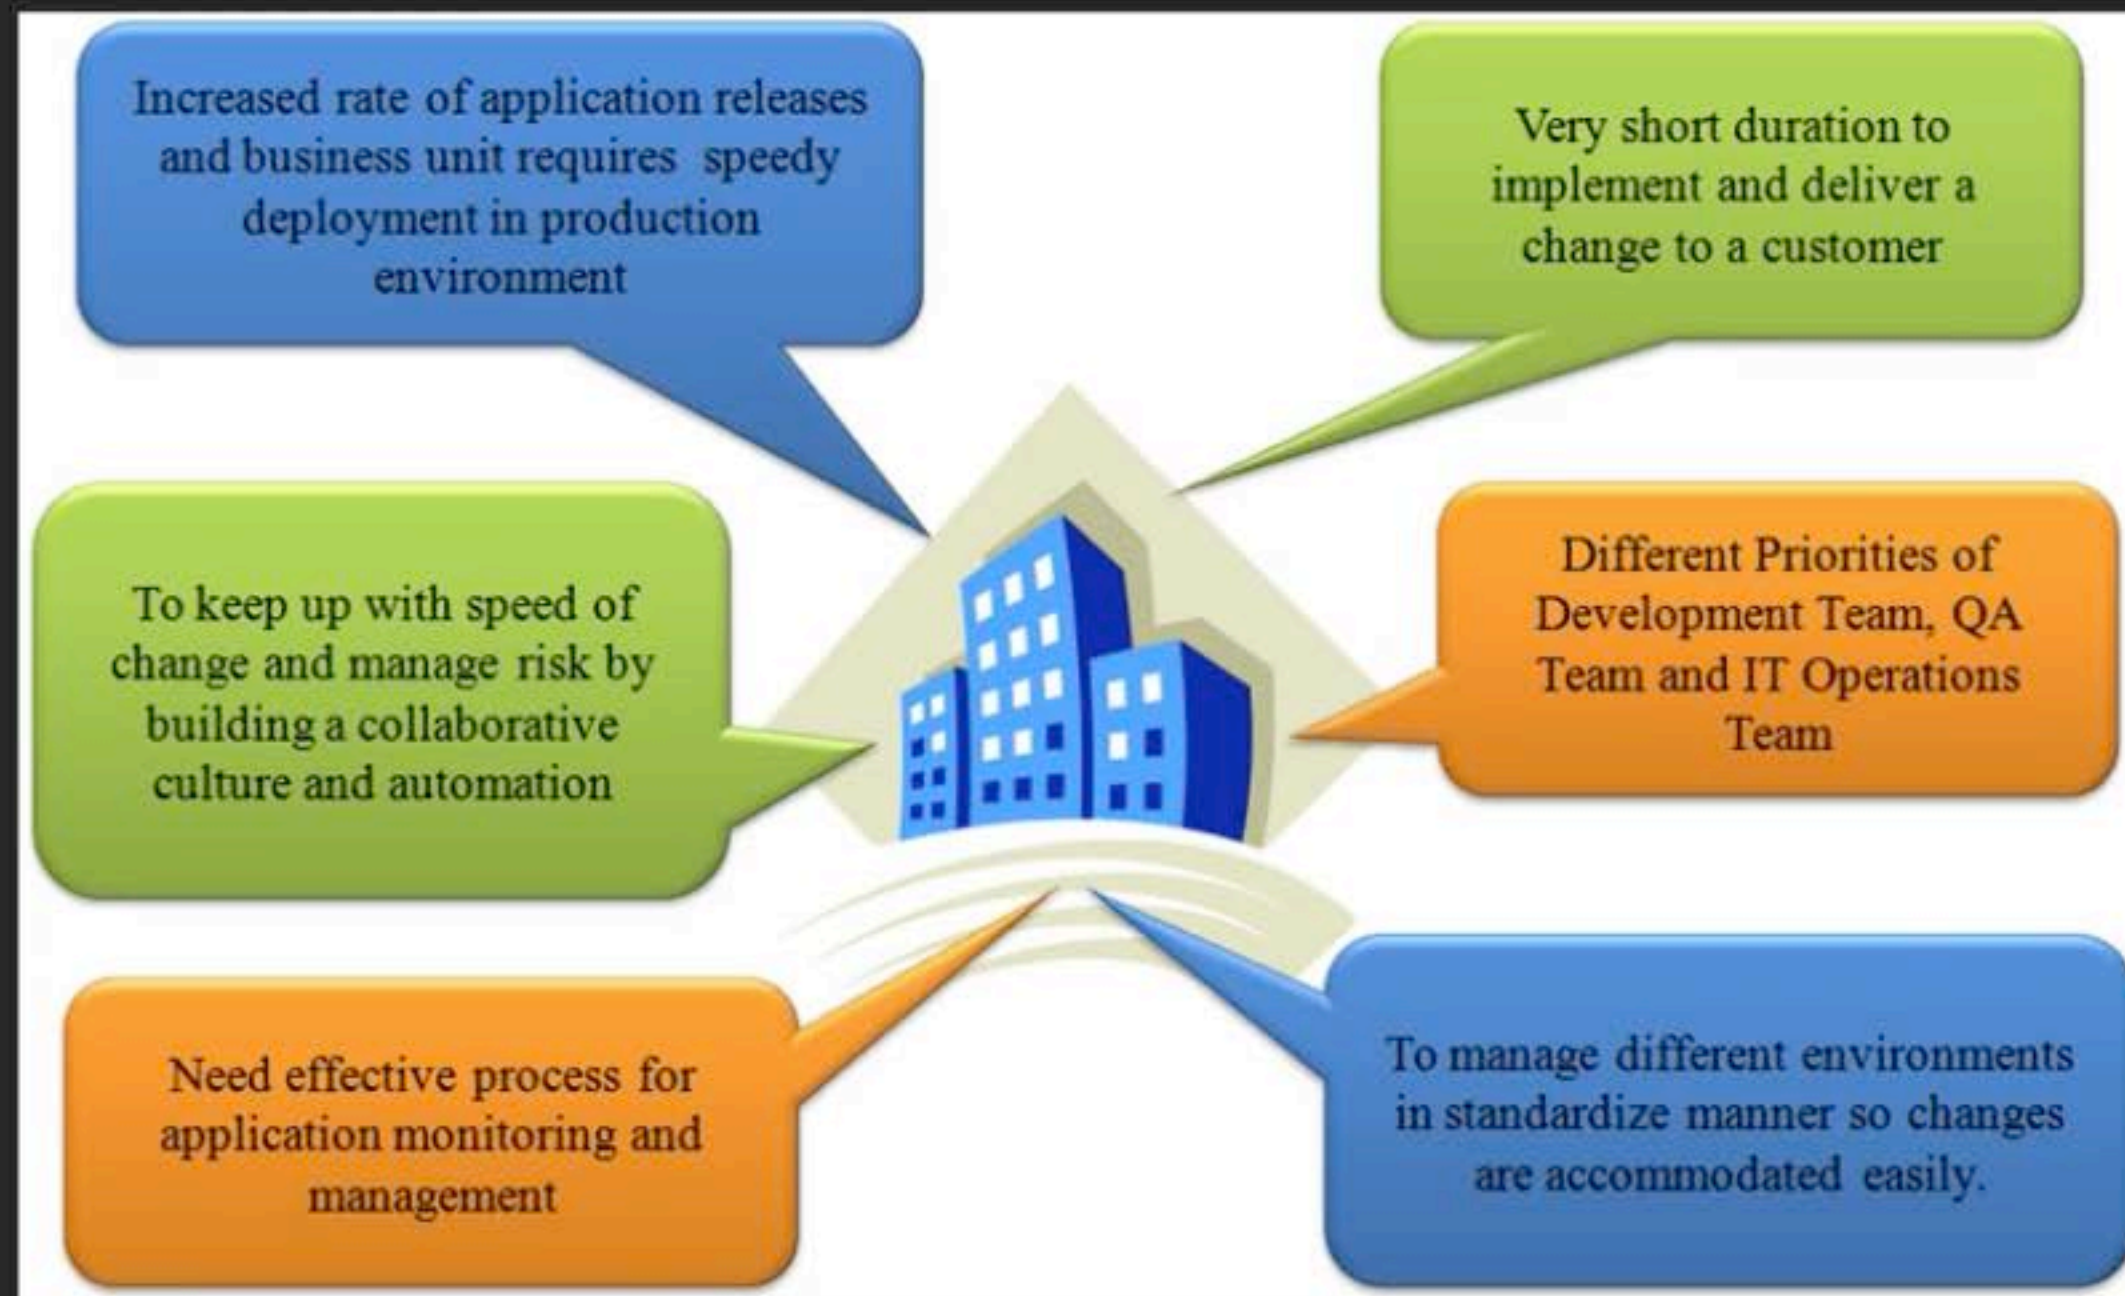 Increased rate of application releases
and business unit requires speedy
deployment in production
environment
Very short duration to
implement and deliver a
change to a customer
To keep up with speed of
change and manage risk by
building a collaborative
culture and automation
Different Priorities of
Development Team, QA
Team and IT Operations
Team
Need effective process for
application monitoring and
management
To manage different environments
in standardize manner so changes
are accommodated easily.